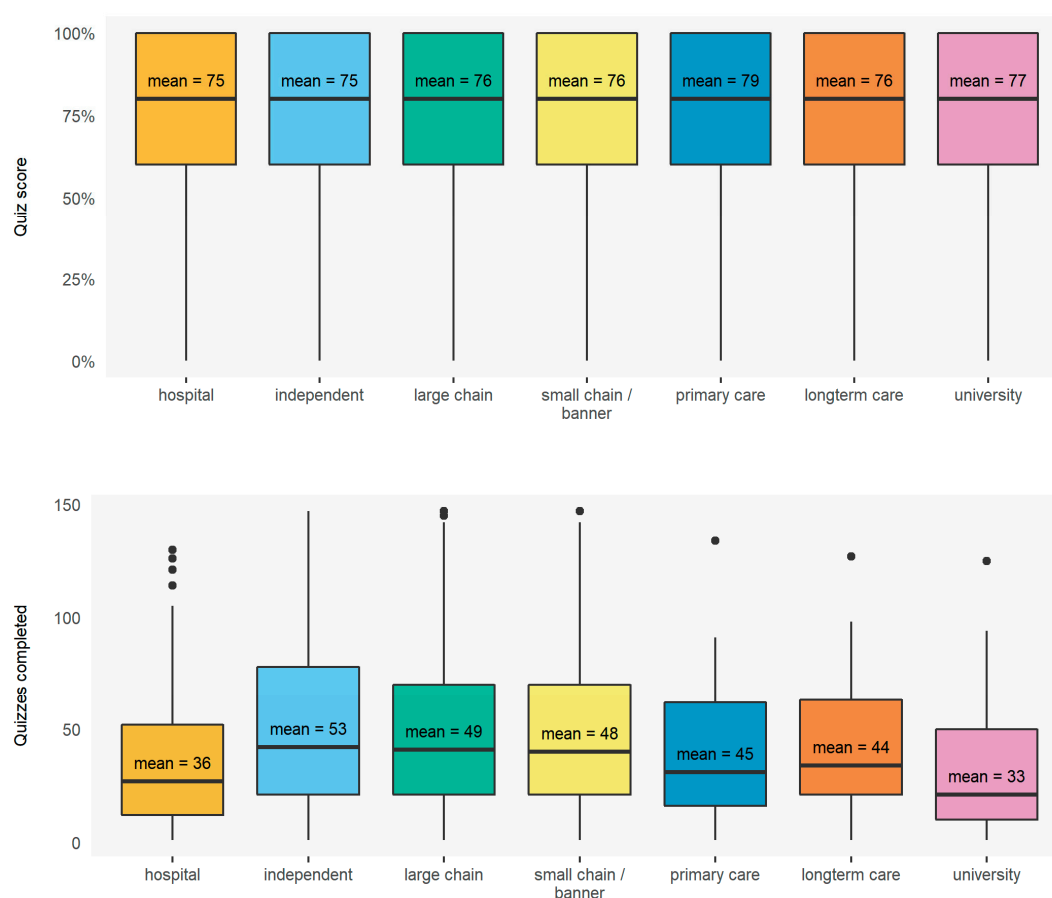 Quiz score
100%
75%
50%
25%
0%
mean = 75
mean = 75
mean = 76
mean = 76
mean = 79
mean = 76
mean = 77
hospital
independent
large chain
small chain /
banner
primary care
longterm care
university
Quizzes completed
150
100
50
0
mean = 36
mean = 53
mean = 49
mean = 48
mean = 45
mean = 44
mean = 33
hospital
independent
large chain
small chain /
banner
primary care
longterm care
university